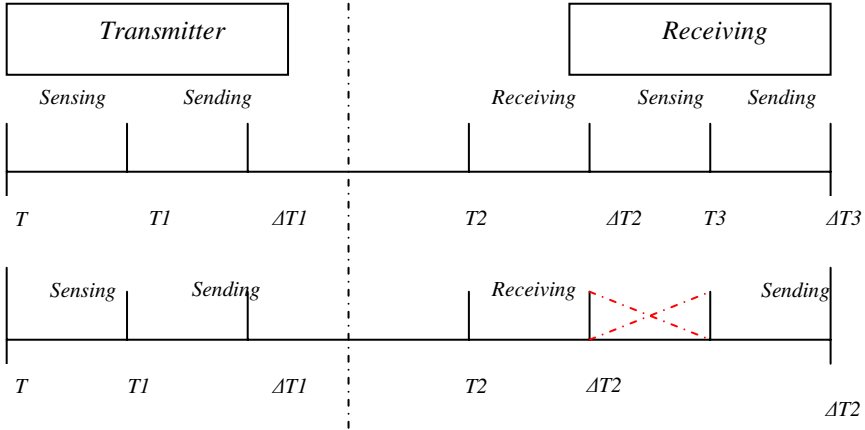 Transmitter Receiving
Sensing Sending Receiving Sensing Sending
T T1 ΔT1 T2 ΔT2 T3 ΔT3
Sensing Sending Receiving Sending
T T1 ΔT1 T2 ΔT2
ΔT2